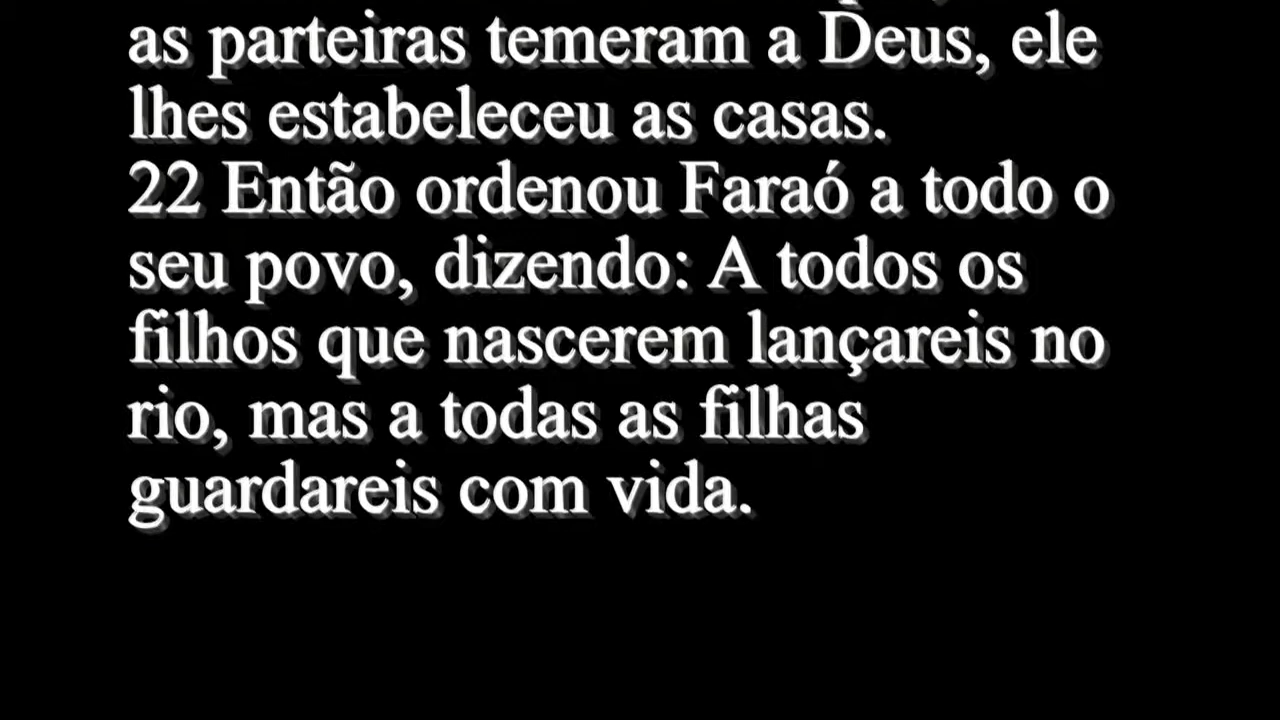 as parteiras temeram a Deus, ele
lhes estabeleceu as casas.
22 Então ordenou Faraó a todo o
seu povo, dizendo: A todos os
filhos que nascerem lançareis no
rio, mas a todas as filhas
guardareis com vida.